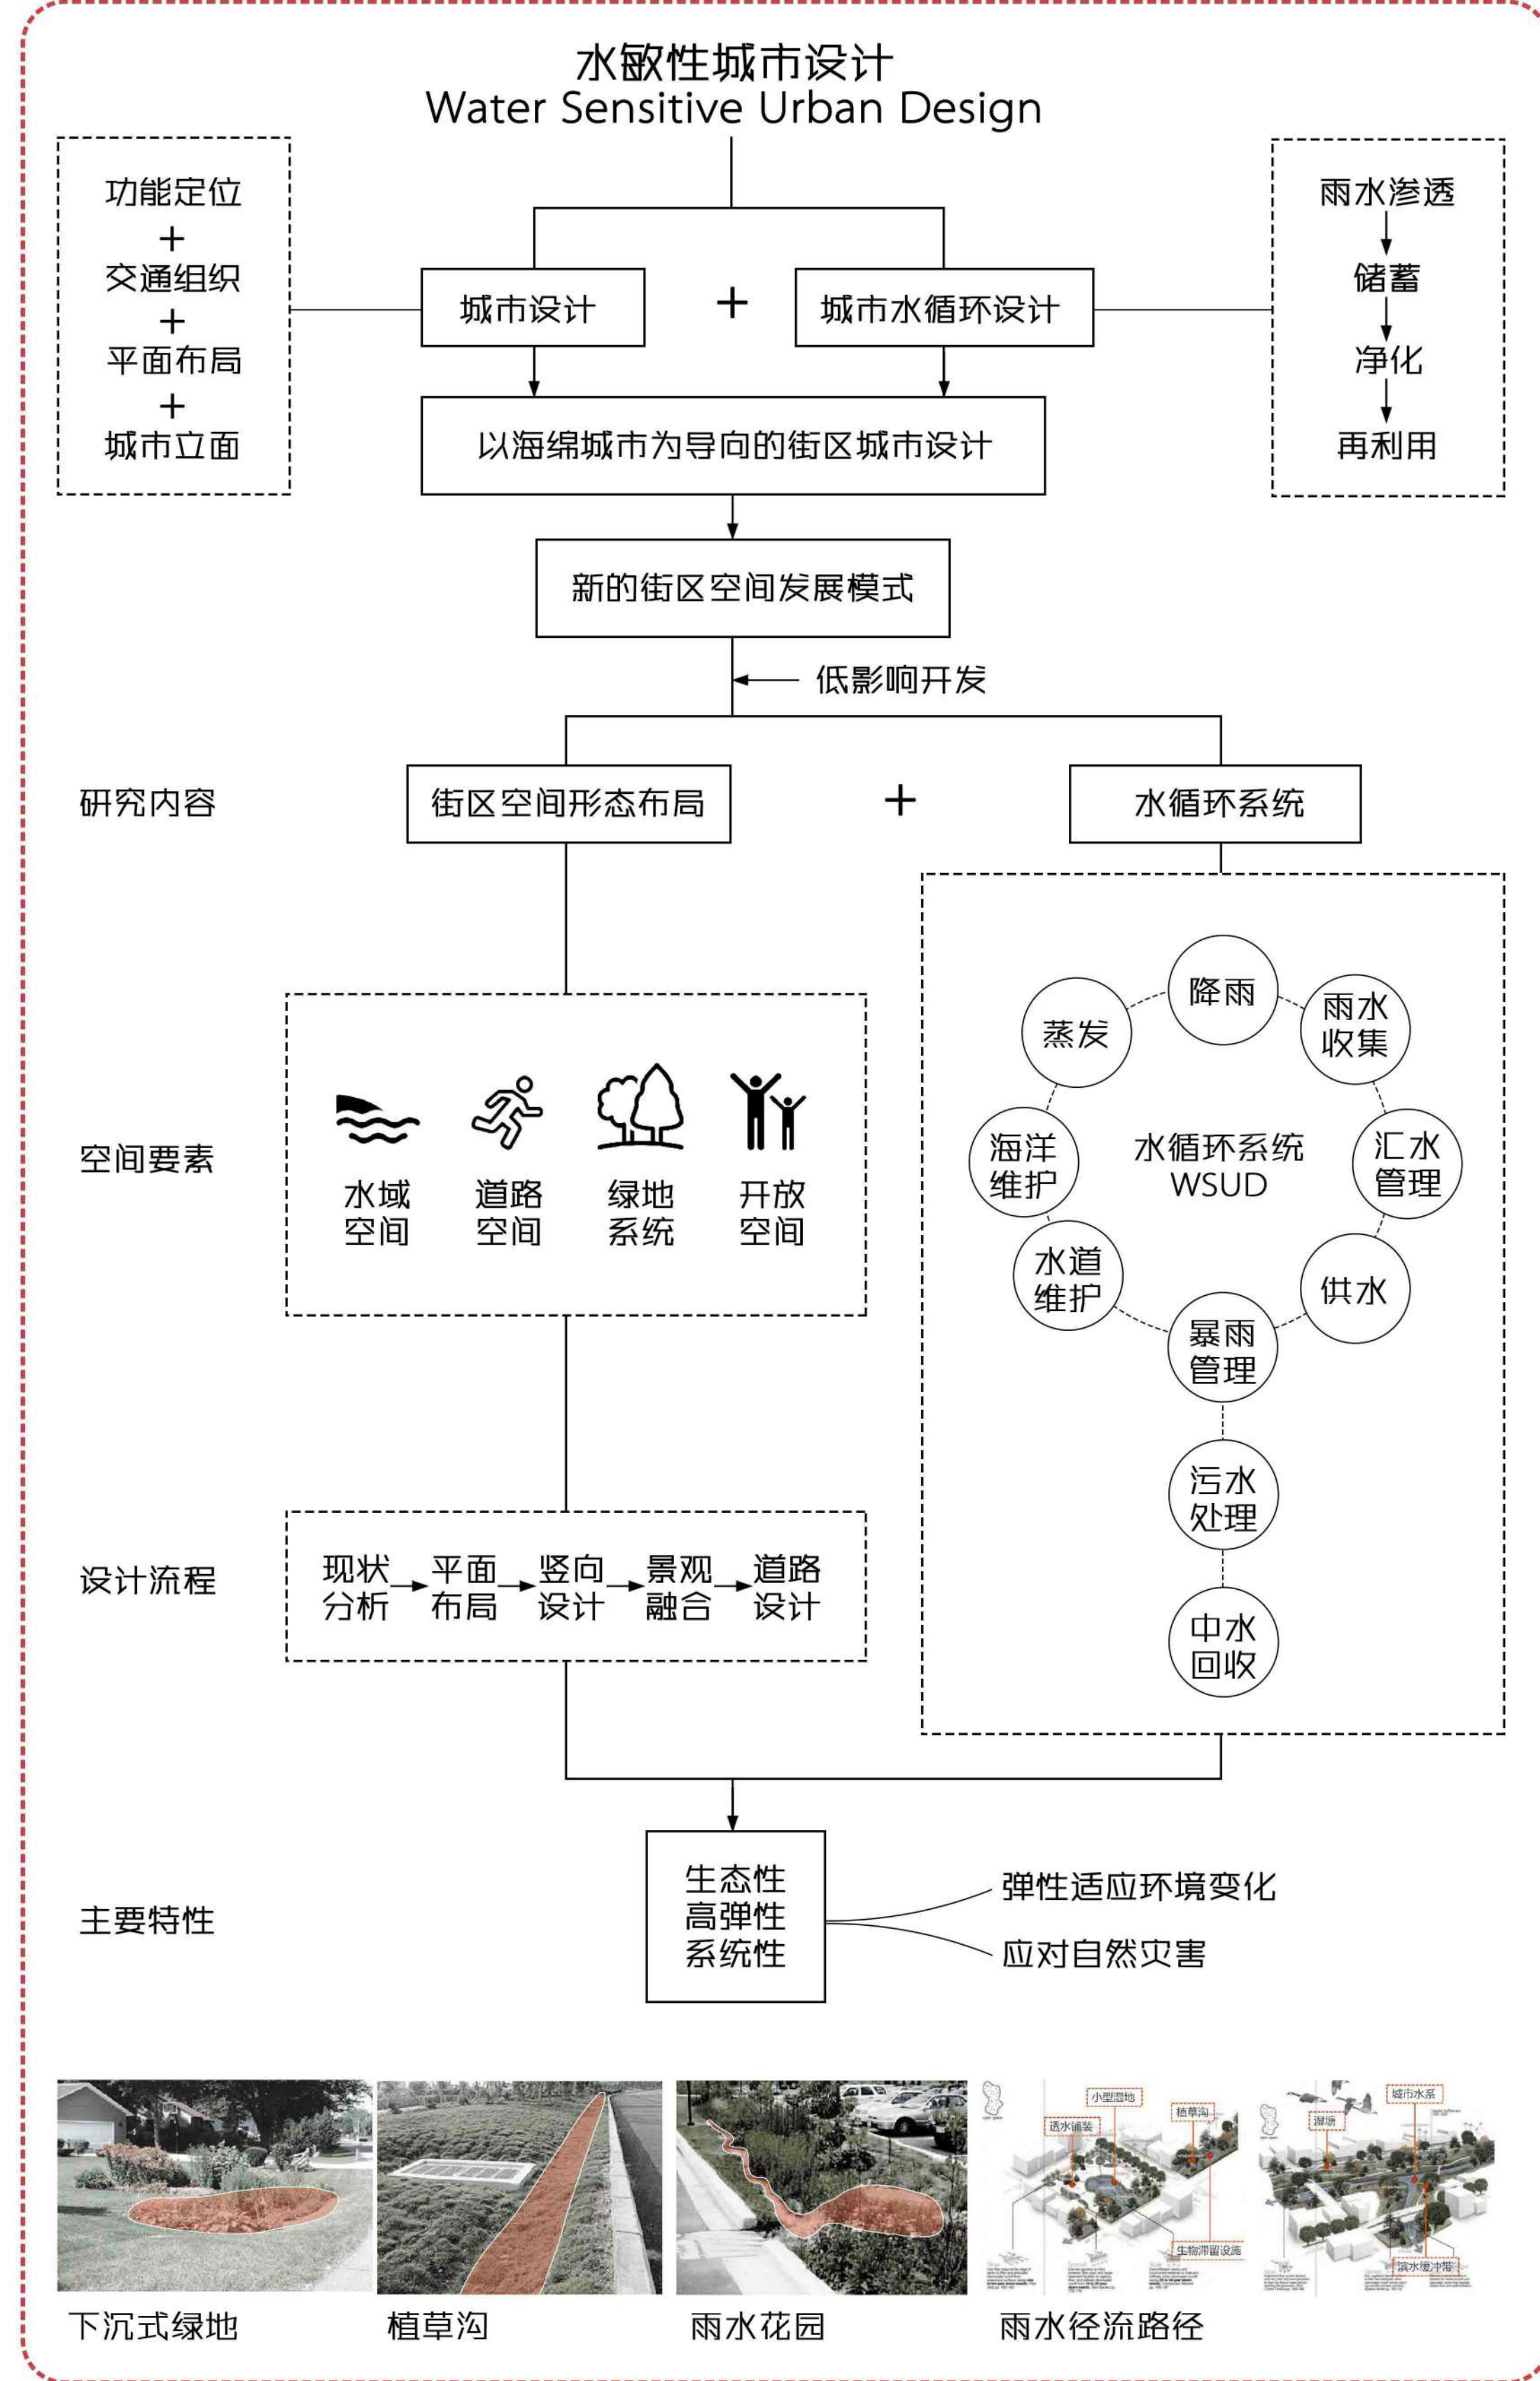 水敏性城市设计
Water Sensitive Urban Design
功能定位
+
交通组织
+
平面布局
+
城市立面
城市设计
+
城市水循环设计
雨水渗透
储蓄
净化
再利用
以海绵城市为导向的街区城市设计
新的街区空间发展模式
低影响开发
研究内容
街区空间形态布局
+
水循环系统
空间要素
水域
空间
道路
空间
绿地
系统
开放
空间
降雨
雨水
收集
汇水
管理
供水
暴雨
管理
水道
维护
海洋
维护
蒸发
水循环系统
WSUD
污水
处理
中水
回收
设计流程
现状
分析
平面
布局
竖向
设计
景观
融合
道路
设计
主要特性
生态性
高弹性
系统性
弹性适应环境变化
应对自然灾害
小型湿地
透水铺装
植草沟
生物滞留设施
城市水系
湿塘
滨水缓冲带
下沉式绿地
植草沟
雨水花园
雨水径流路径